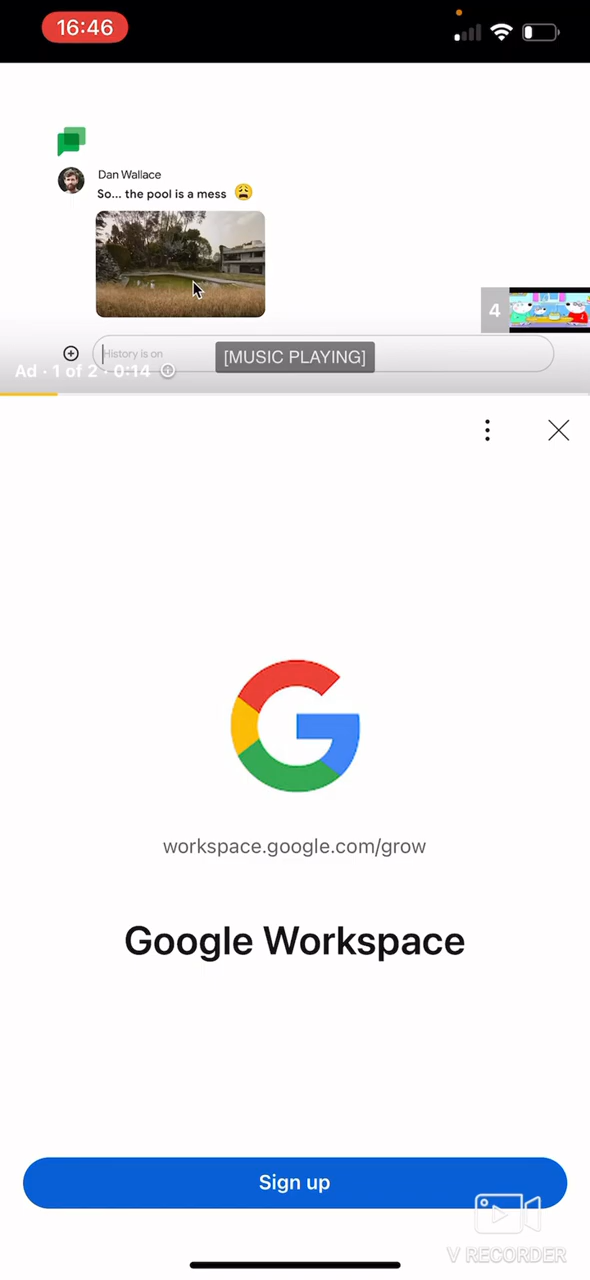 16:46
Dan Wallace
So... the pool is a mess 😩
4
History is on
[MUSIC PLAYING]
Ad · 1 of 2 · 0:14
workspace.google.com/grow
Google Workspace
Sign up
V RECORDER